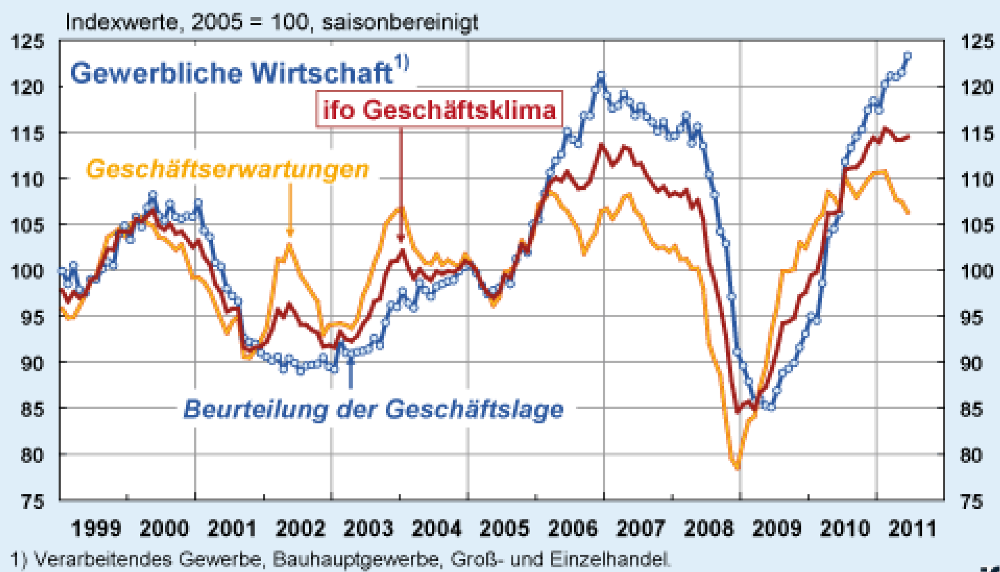 Indexwerte, 2005 = 100, saisonbereinigt
125 125
Gewerbliche Wirtschaft1)
120 120
ifo Geschäftsklima
115 115
Geschäftserwartungen
110 110
105 105
100 100
95 95
90 90
Beurteilung der Geschäftslage
85 85
80 80
75 75
1999 2000 2001 2002 2003 2004 2005 2006 2007 2008 2009 2010 2011
1) Verarbeitendes Gewerbe, Bauhauptgewerbe, Groß- und Einzelhandel.